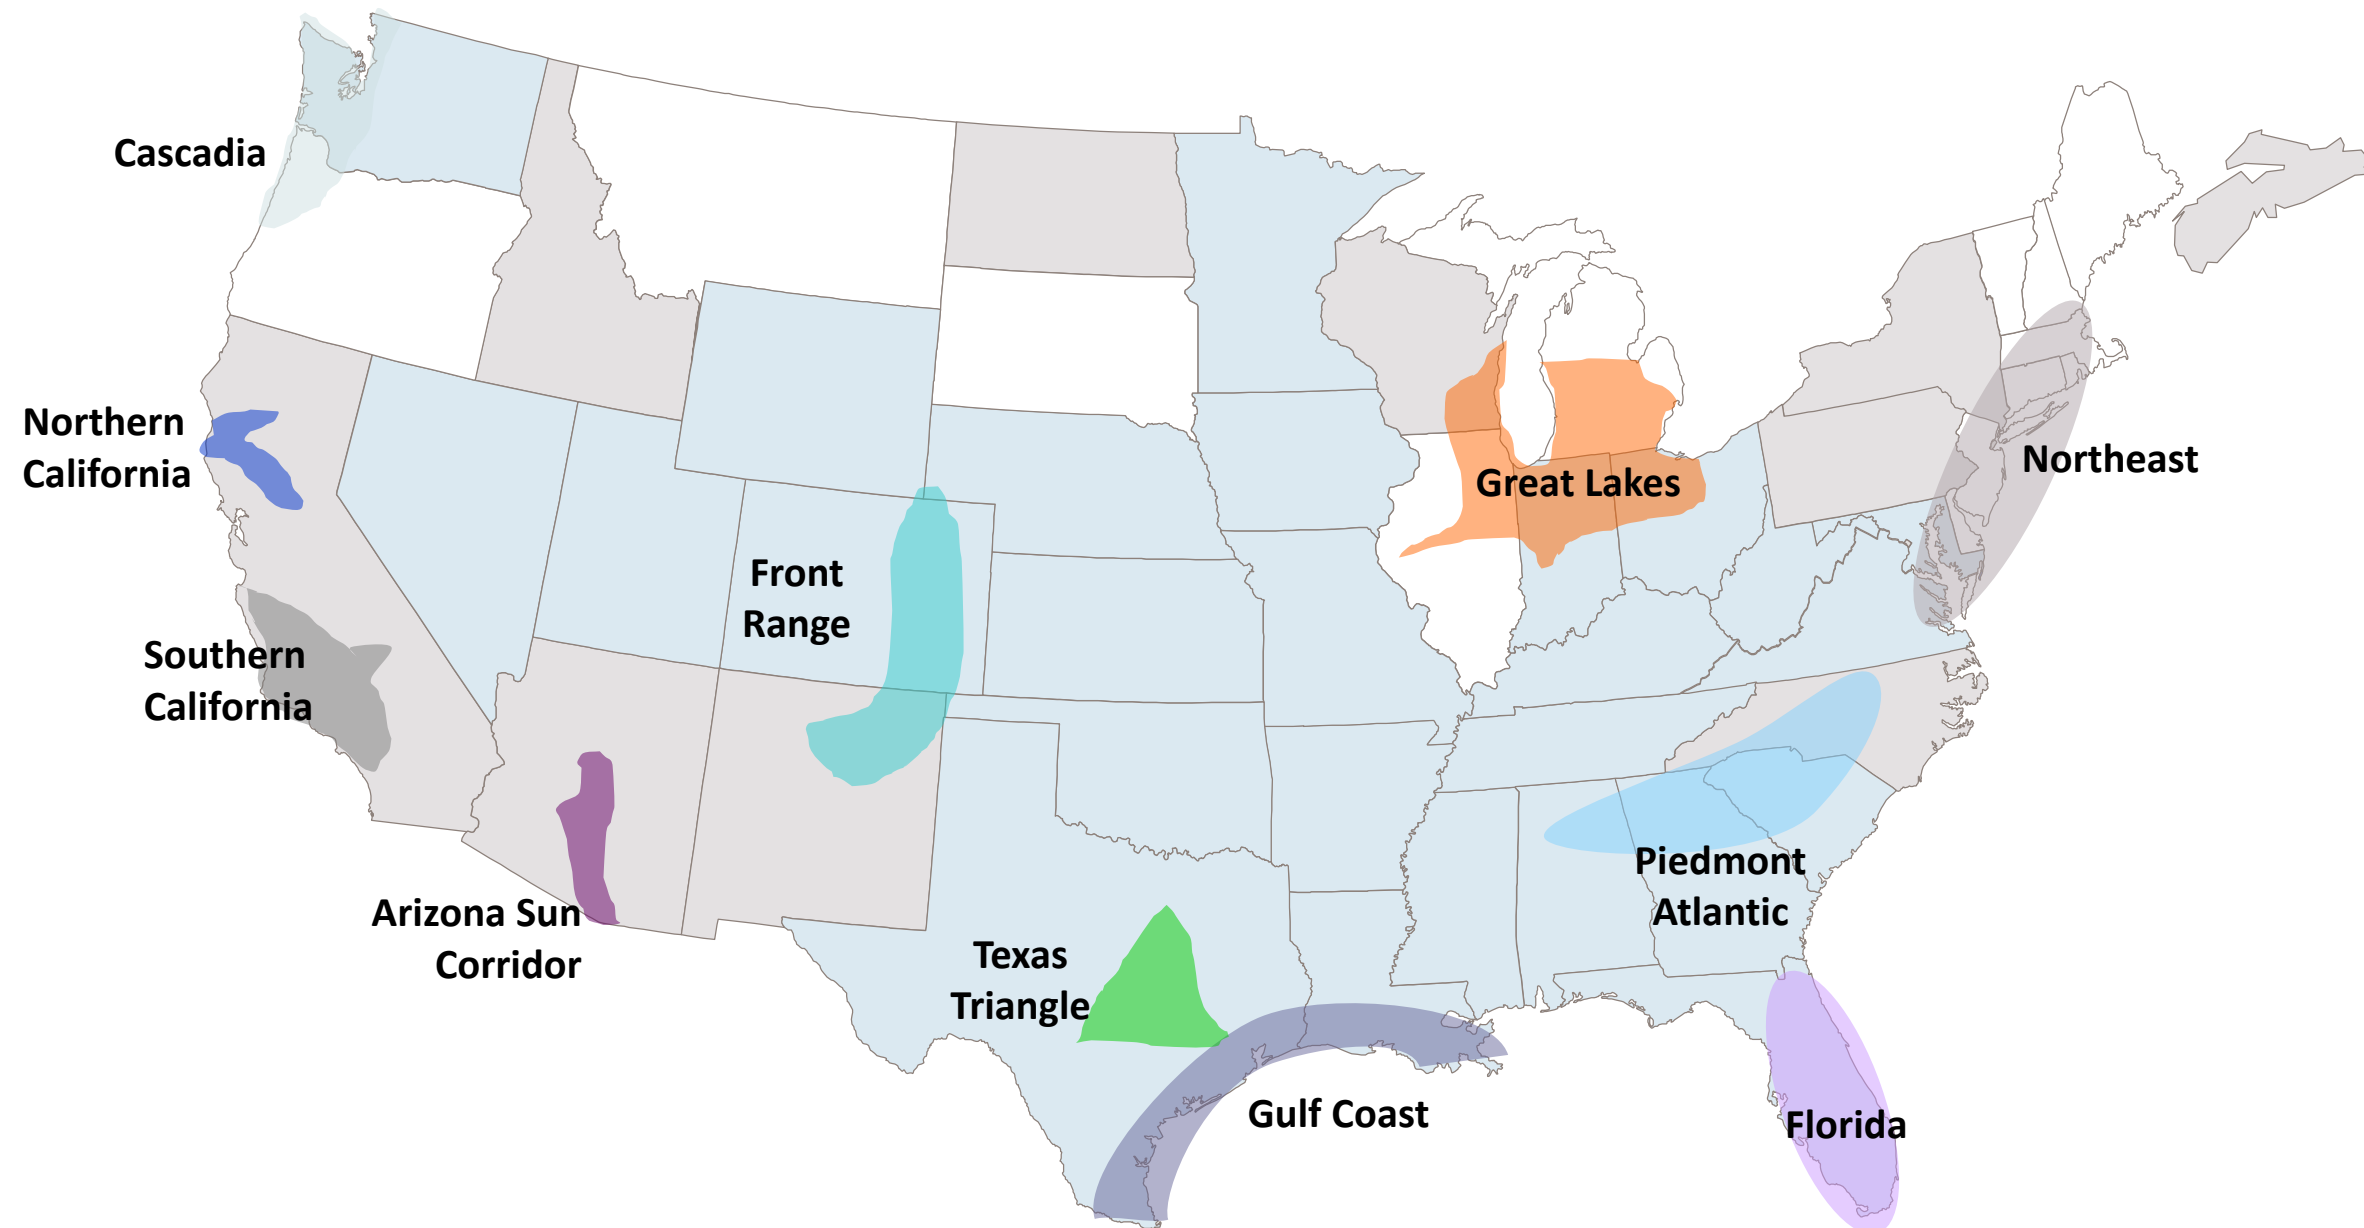 Cascadia
Northern
California
Great Lakes
Northeast
Front
Range
Southern
California
Piedmont
Atlantic
Arizona Sun
Corridor
Texas
Triangle
Gulf Coast
Florida